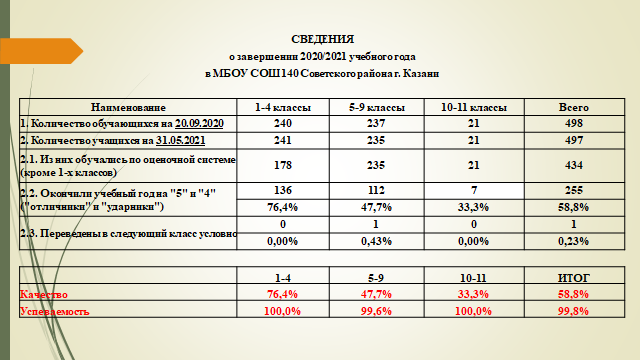 СВЕДЕНИЯ
о завершении 2020/2021 учебного года
в МБОУ СОШ 140 Советского района г. Казани
Наименование 1-4 классы 5-9 классы 10-11 классы Всего
1. Количество обучающихся на 20.09.2020 240 237 21 498
2. Количество учащихся на 31.05.2021 241 235 21 497
2.1. Из них обучались по оценочной системе
(кроме 1-х классов) 178 235 21 434
2.2. Окончили учебный год на "5" и "4"
("отличники" и "ударники")
136 112 7 255
76,4% 47,7% 33,3% 58,8%
2.3. Переведены в следующий класс условно
0 1 0 1
0,00% 0,43% 0,00% 0,23%
1-4 5-9 10-11 ИТОГ
Качество 76,4% 47,7% 33,3% 58,8%
Успеваемость 100,0% 99,6% 100,0% 99,8%